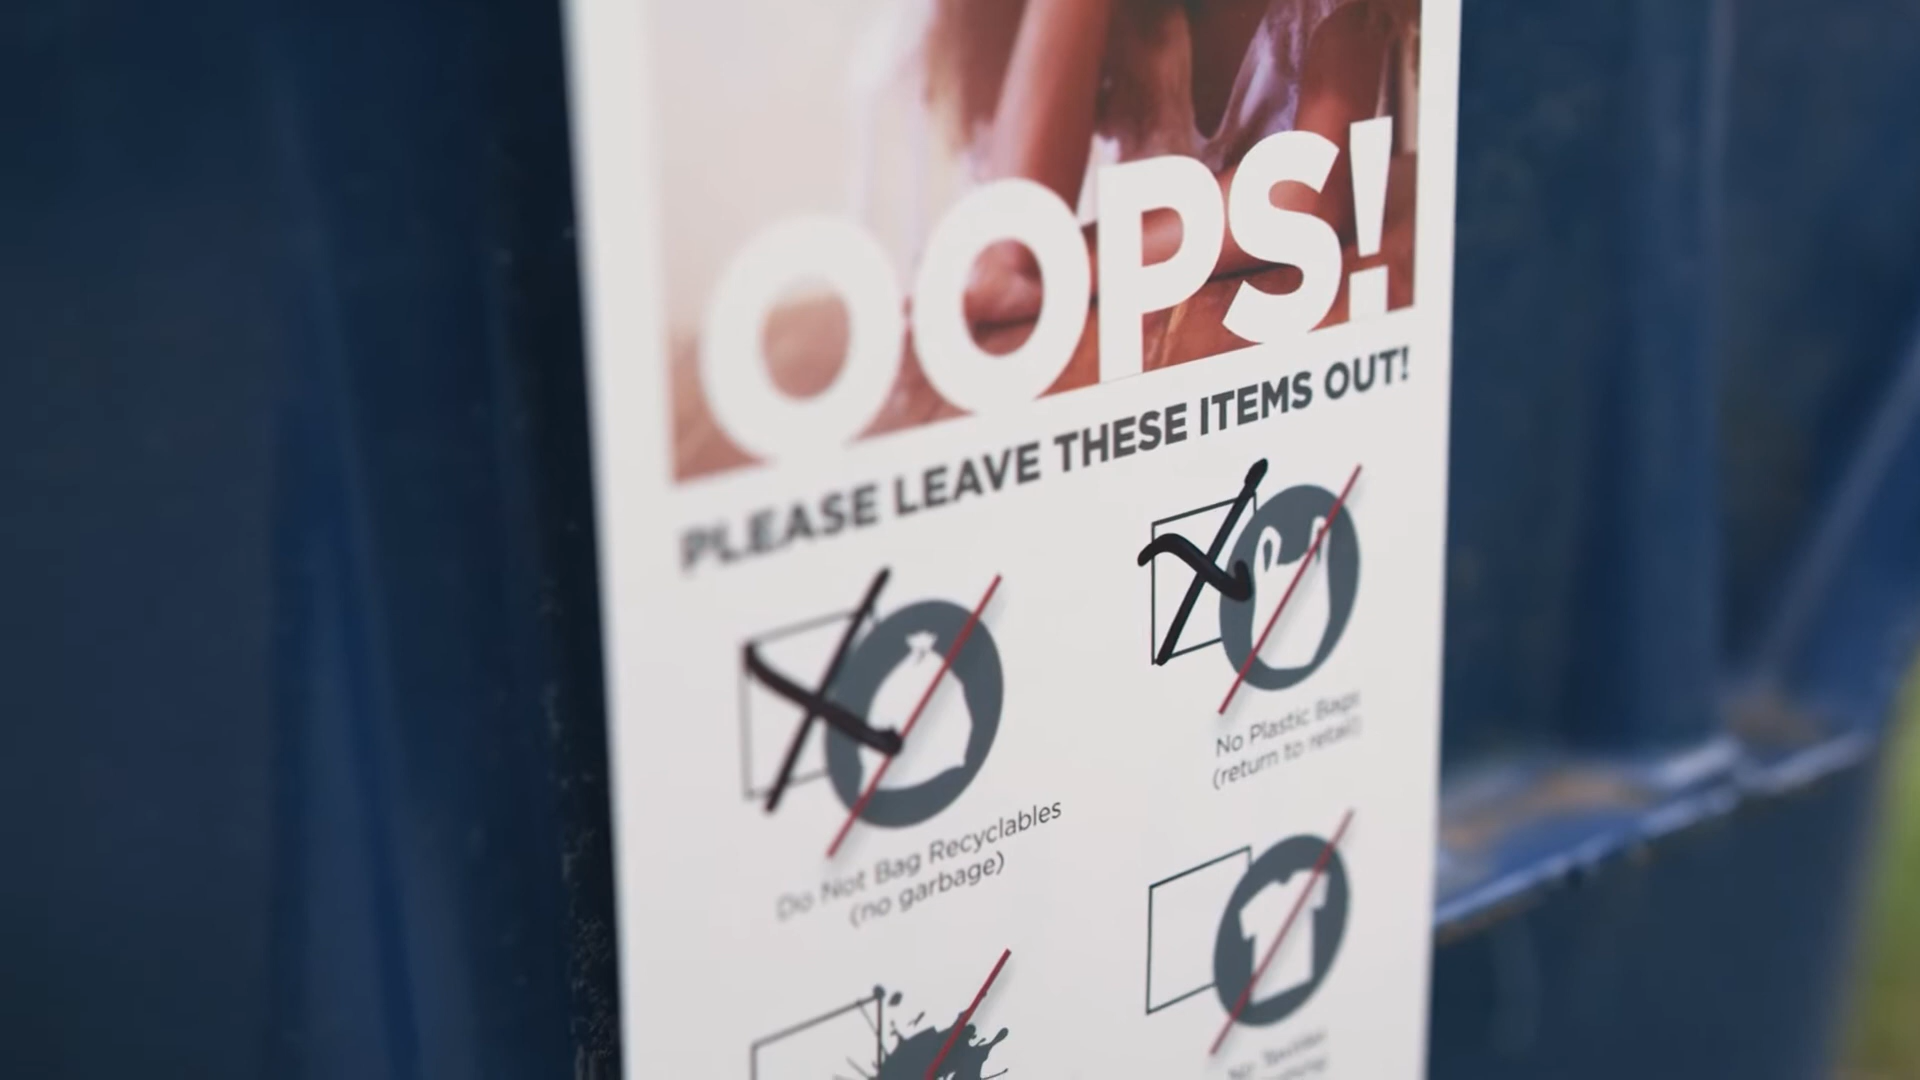 OOPS!
PLEASE LEAVE THESE ITEMS OUT!
Do Not Bag Recyclables
(no garbage)
No Plastic Bags
(return to retail)